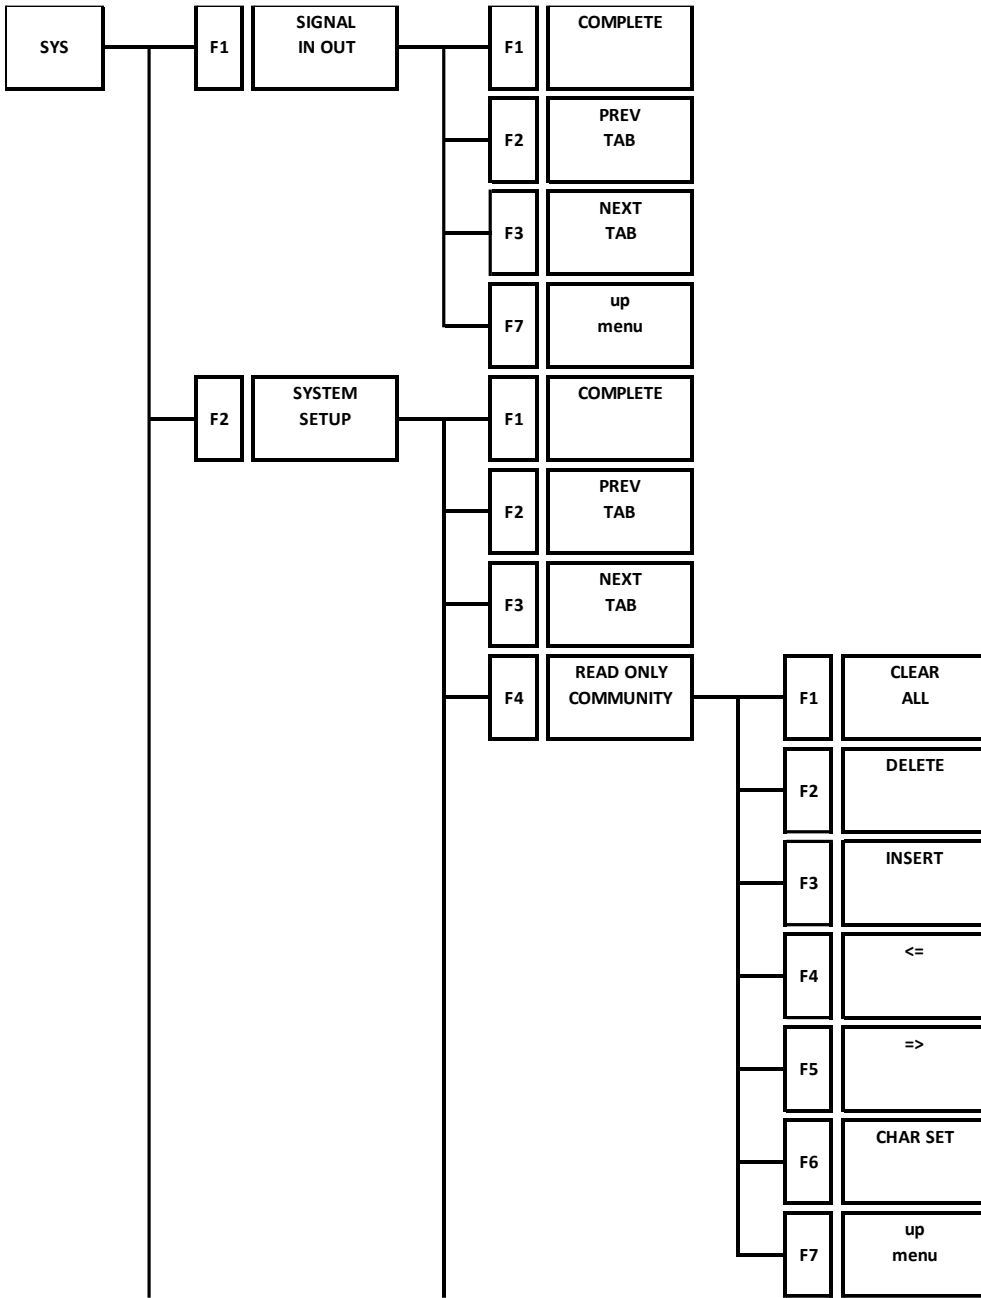 SYS
F1
SIGNAL
IN OUT
F1
COMPLETE
F2
PREV
TAB
F3
NEXT
TAB
F7
up
menu
F2
SYSTEM
SETUP
F1
COMPLETE
F2
PREV
TAB
F3
NEXT
TAB
F4
READ ONLY
COMMUNITY
F1
CLEAR
ALL
F2
DELETE
F3
INSERT
F4
<=
F5
=>
F6
CHAR SET
F7
up
menu